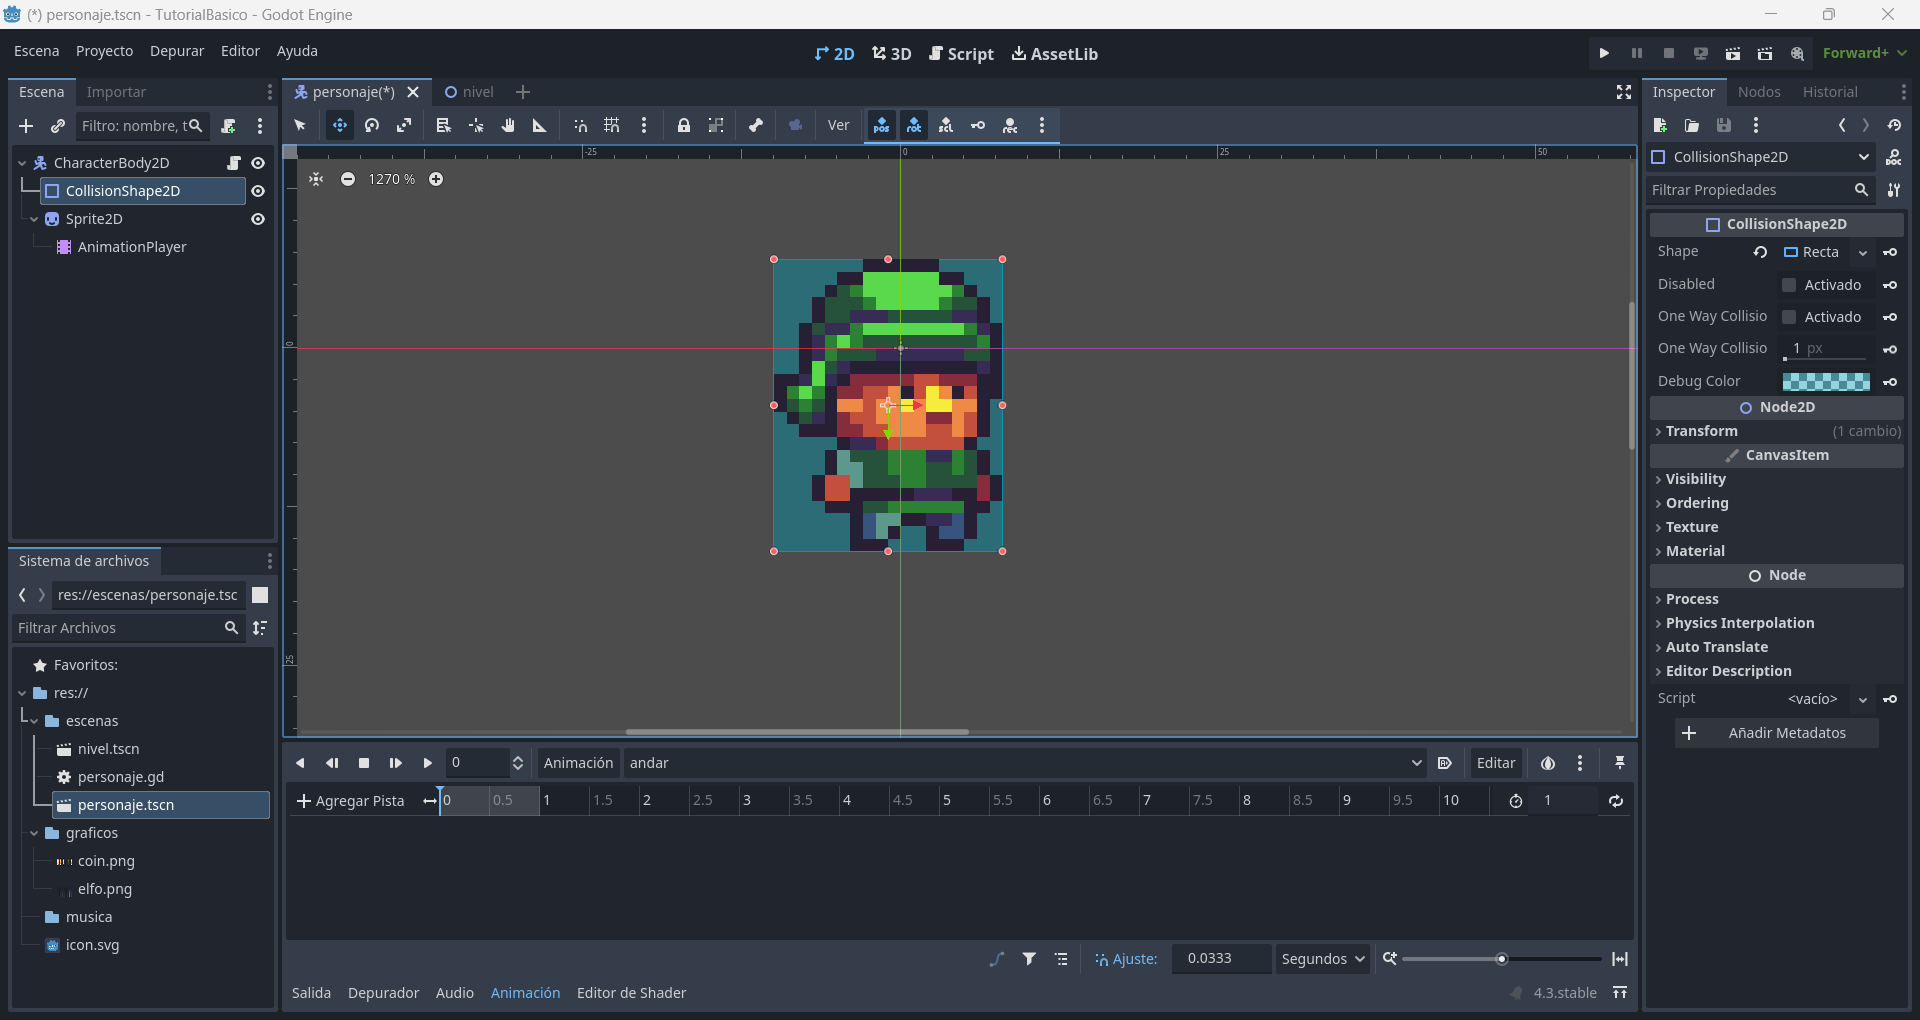 (*) personaje.tscn - TutorialBasico - Godot Engine
Escena Proyecto Depurar Editor Ayuda
2D 3D Script AssetLib
Forward+
Escena Importar
Filtro: nombre, t
CharacterBody2D
CollisionShape2D
Sprite2D
AnimationPlayer
Sistema de archivos
res://escenas/personaje.tsc
Filtrar Archivos
Favoritos:
res://
escenas
nivel.tscn
personaje.gd
personaje.tscn
graficos
coin.png
elfo.png
musica
icon.svg
personaje(*) nivel
Ver pos rot scl rec
-25 0 25 50
1270 %
0
25
0 Animación andar Editar
Agregar Pista 0 0.5 1 1.5 2 2.5 3 3.5 4 4.5 5 5.5 6 6.5 7 7.5 8 8.5 9 9.5 10 1
Ajuste: 0.0333 Segundos
Salida Depurador Audio Animación Editor de Shader 4.3.stable
Inspector Nodos Historial
CollisionShape2D DOC
Filtrar Propiedades
CollisionShape2D
Shape Recta
Disabled Activado
One Way Collisio Activado
One Way Collisio 1 px
Debug Color
Node2D
Transform (1 cambio)
CanvasItem
Visibility
Ordering
Texture
Material
Node
Process
Physics Interpolation
Auto Translate
Editor Description
Script <vacío>
Añadir Metadatos